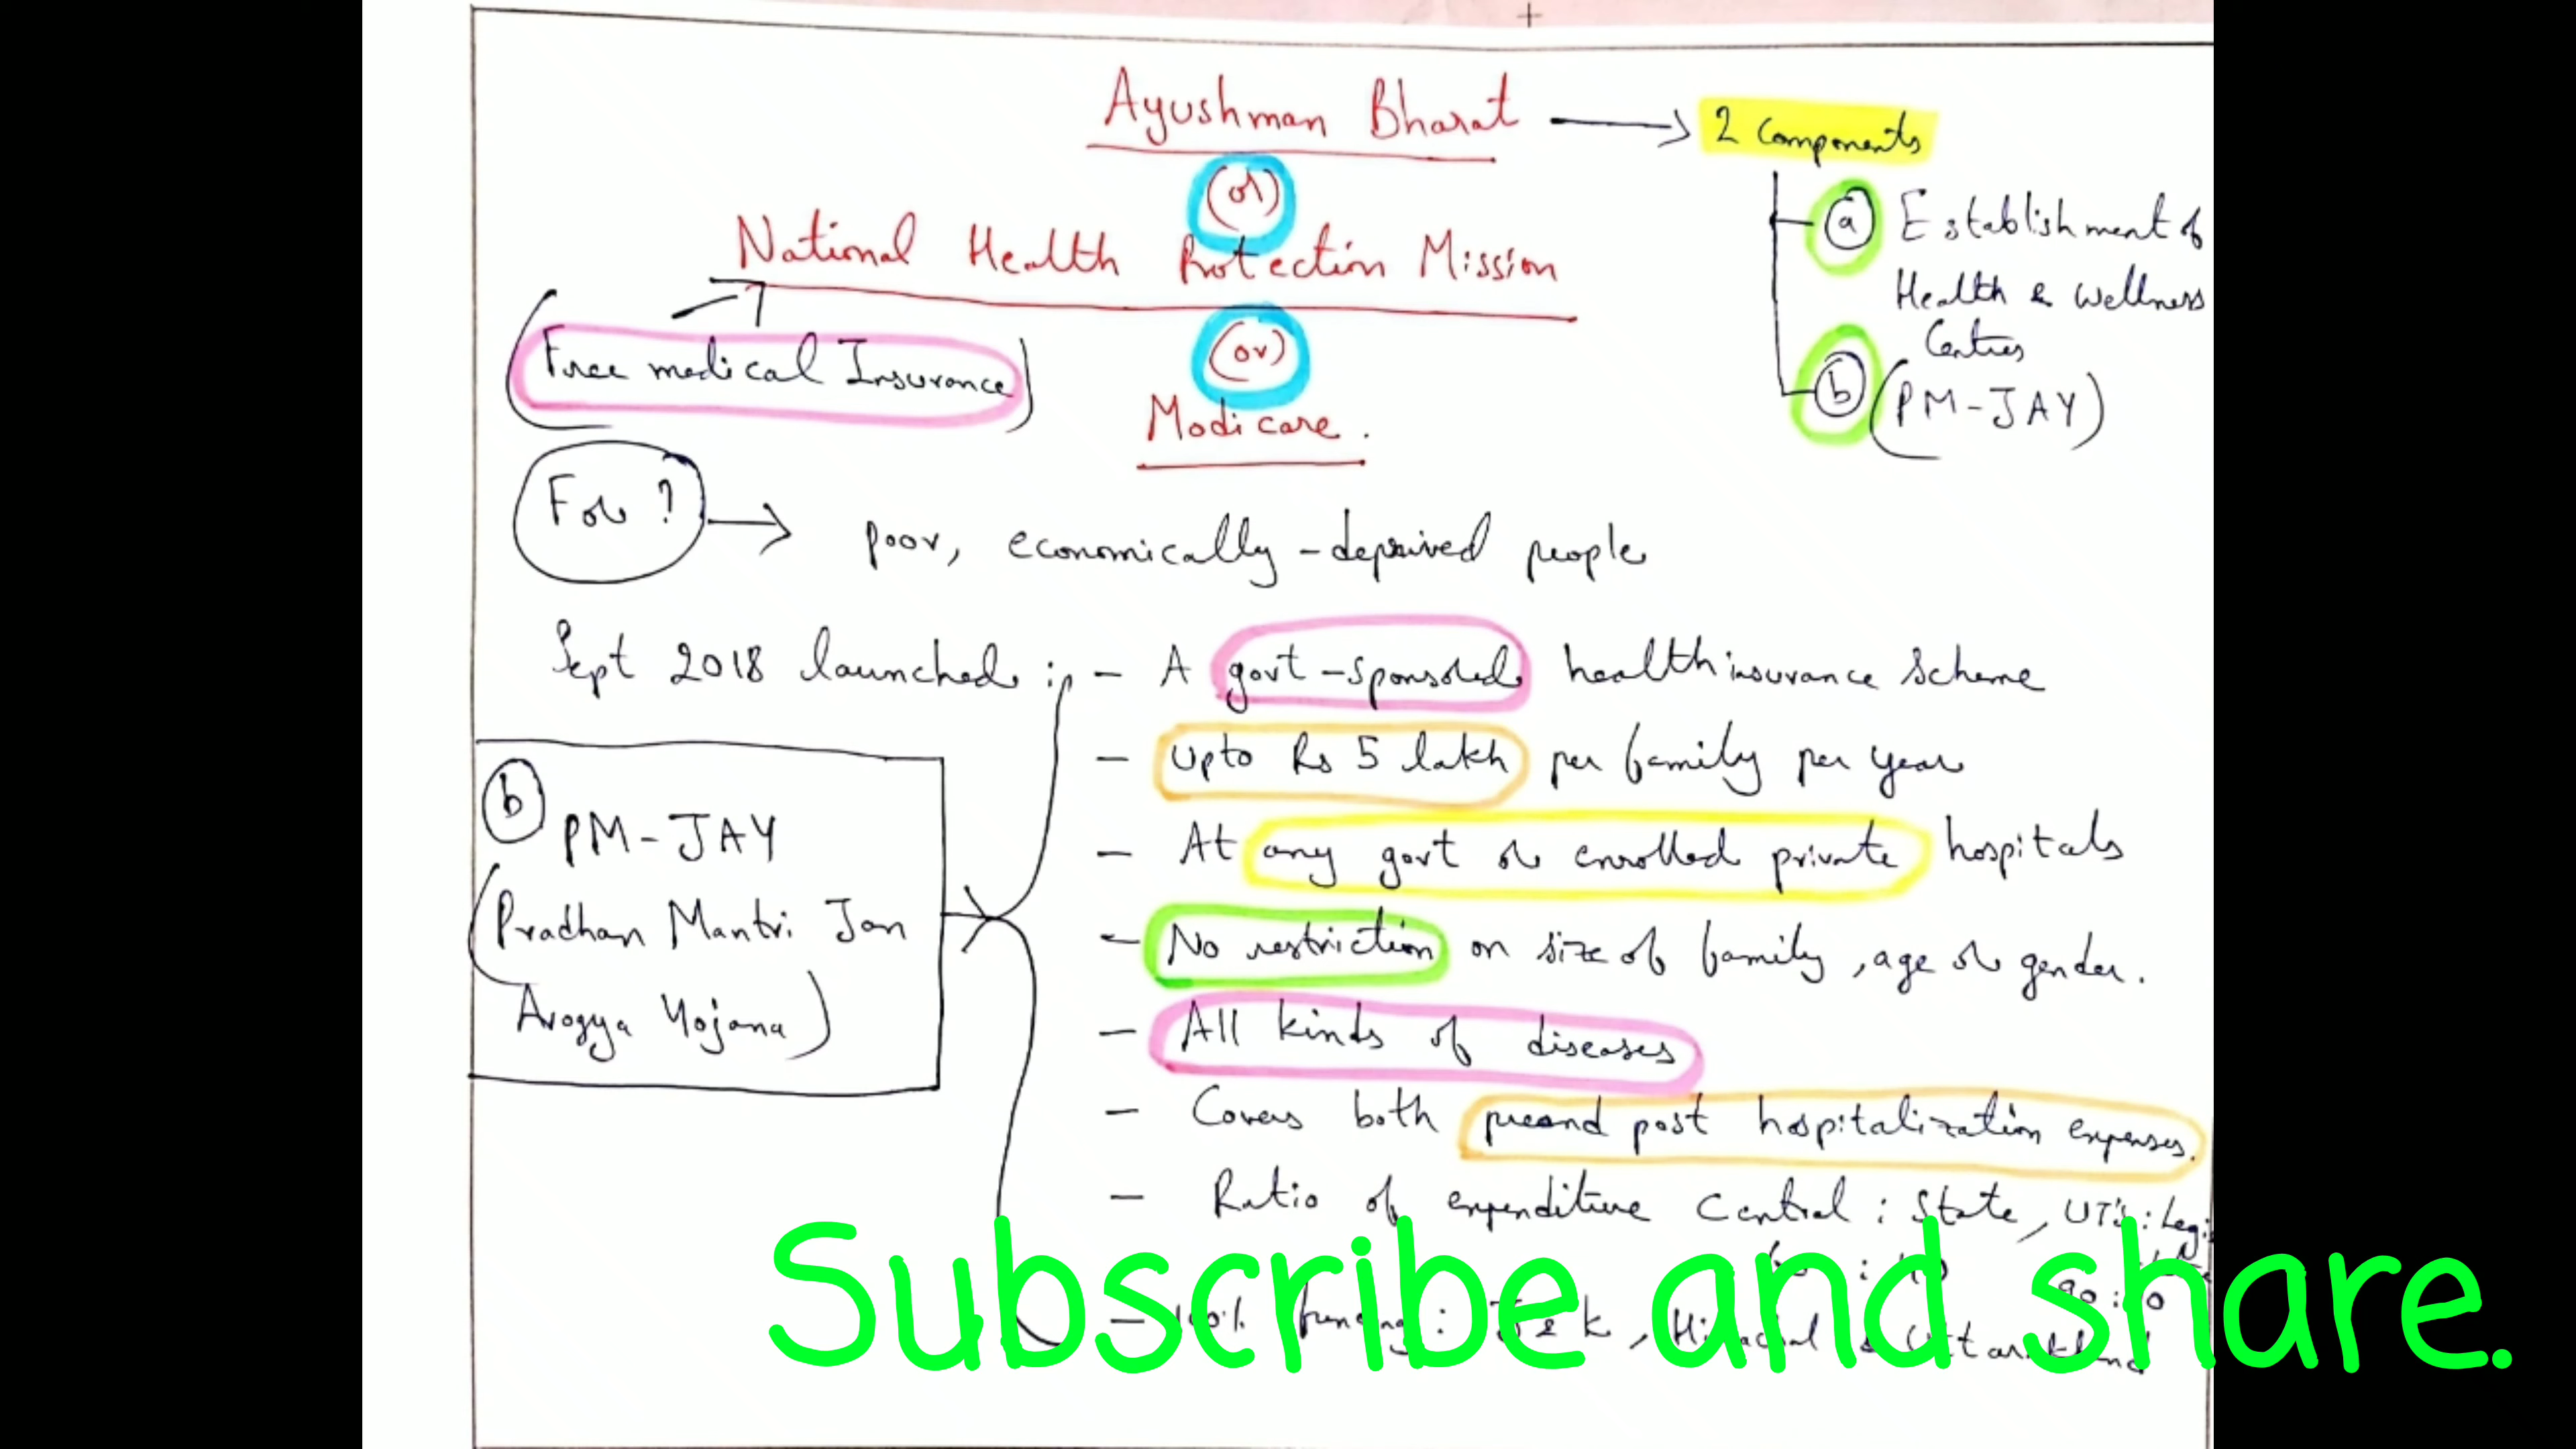 Ayushman Bharat
2 Components
(or)
National Health Protection Mission
(Free medical Insurance)
(or)
Modicare.
a Establishment of
Health & Wellness
Centres
b (PM-JAY)
For ?
poor, economically-deprived people
Sept 2018 launched :
- A govt-sponsored health insurance scheme
- Upto Rs 5 lakh per family per year
- At any govt or enrolled private hospitals
- No restriction on size of family, age or gender.
- All kinds of diseases
- Covers both pre and post hospitalization expenses.
- Ratio of expenditure Central : State, UT's :
b PM-JAY
(Pradhan Mantri Jan
Arogya Yojana)
- 100% funding : J & K, Himachal & Uttarakhand
Subscribe and share.